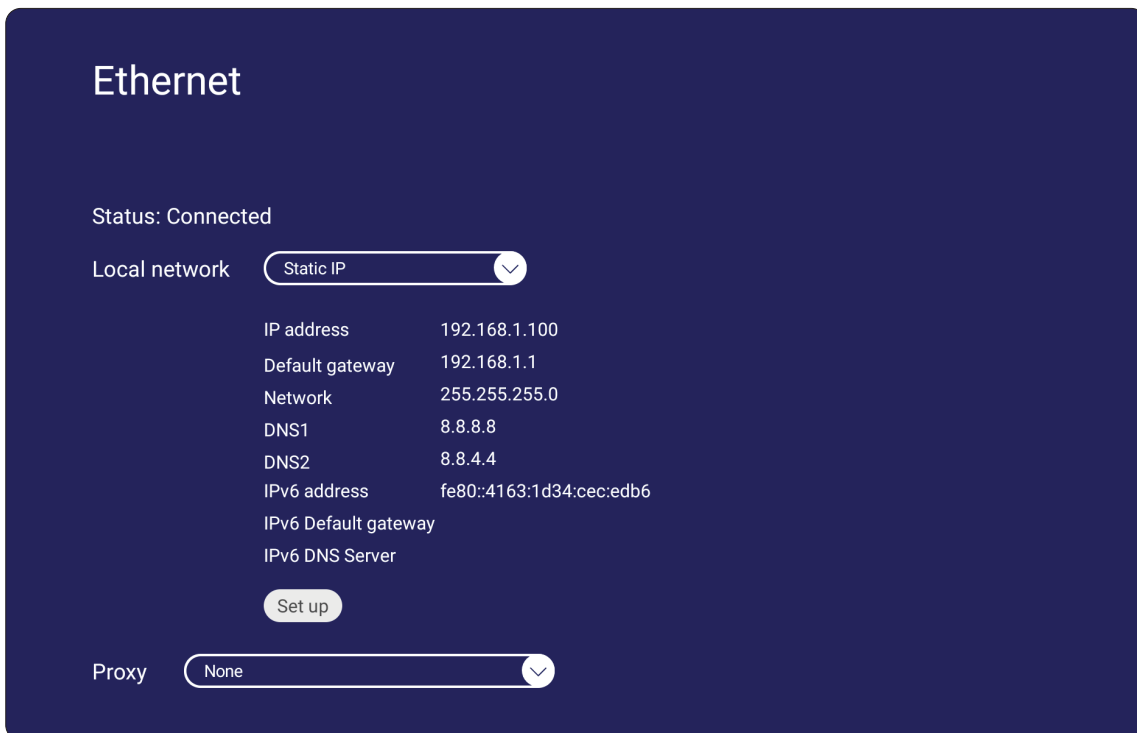 Ethernet
Status: Connected
Local network Static IP
IP address 192.168.1.100
Default gateway 192.168.1.1
Network 255.255.255.0
DNS1 8.8.8.8
DNS2 8.8.4.4
IPv6 address fe80::4163:1d34:cec:edb6
IPv6 Default gateway
IPv6 DNS Server
Set up
Proxy None